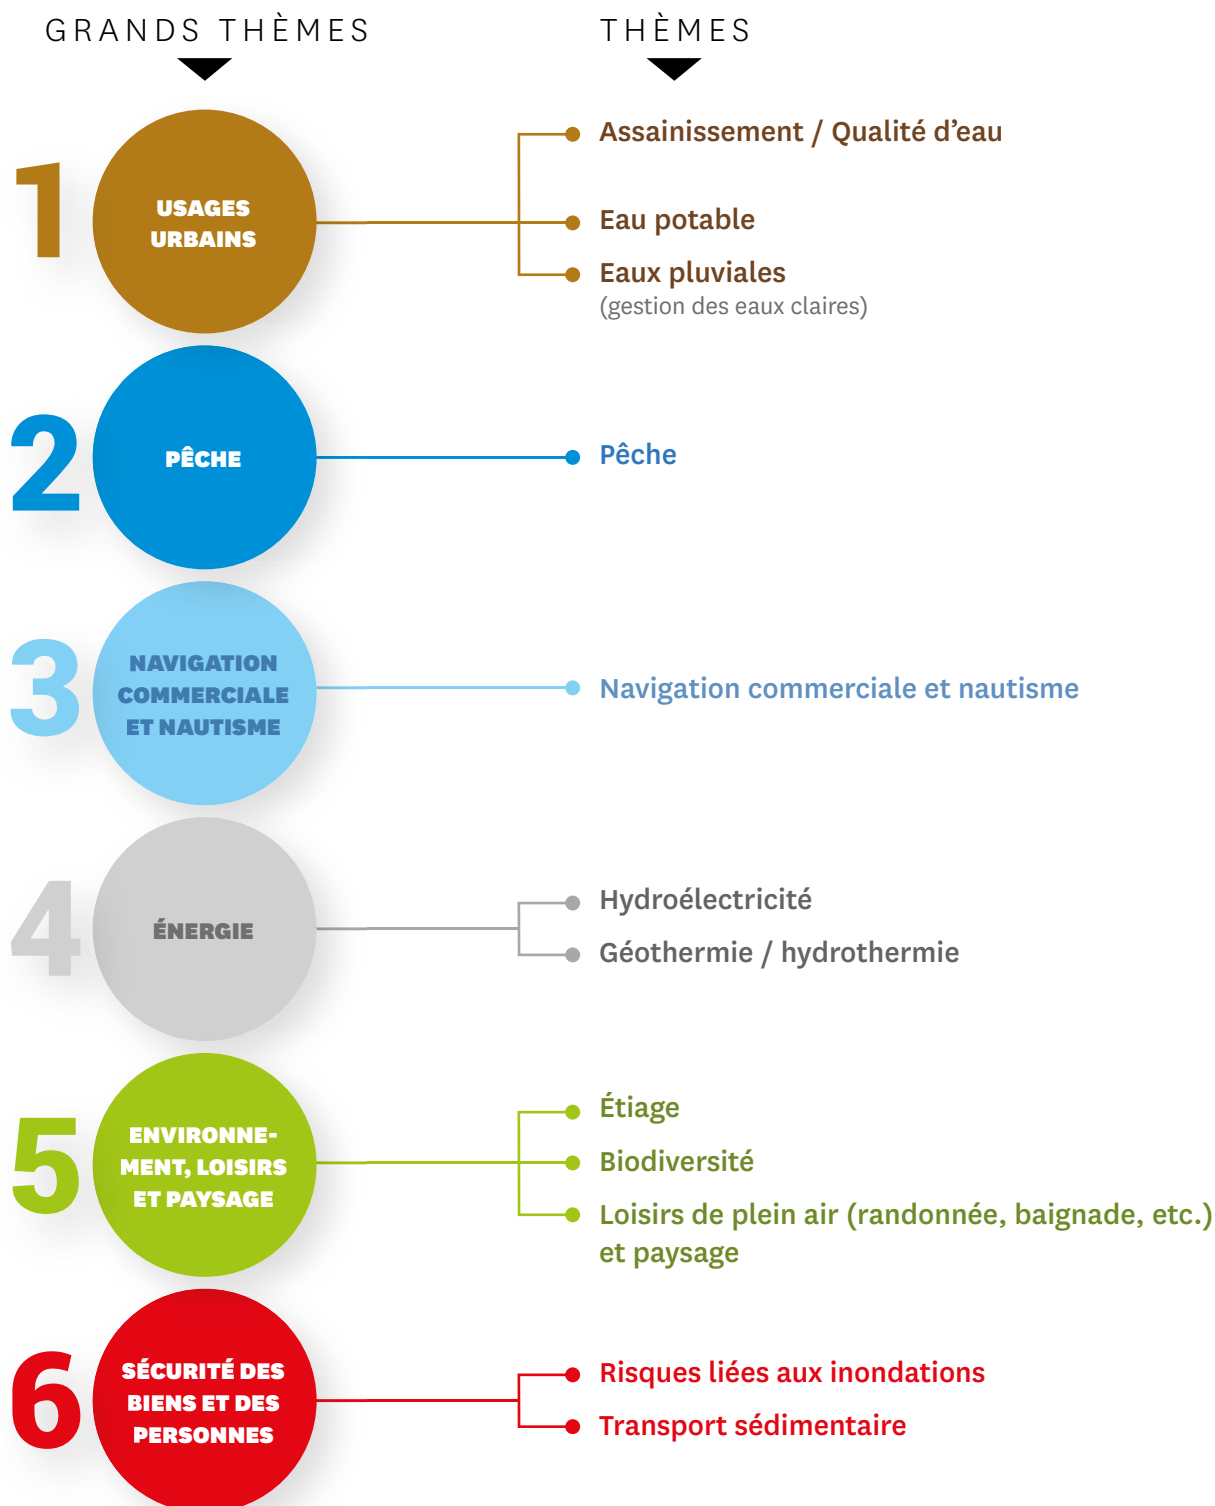 GRANDS THÈMES
THÈMES
1
USAGES
URBAINS
Assainissement / Qualité d’eau
Eau potable
Eaux pluviales
(gestion des eaux claires)
2
PÊCHE
Pêche
3
NAVIGATION
COMMERCIALE
ET NAUTISME
Navigation commerciale et nautisme
4
ÉNERGIE
Hydroélectricité
Géothermie / hydrothermie
5
ENVIRONNE-
MENT, LOISIRS
ET PAYSAGE
Étiage
Biodiversité
Loisirs de plein air (randonnée, baignade, etc.)
et paysage
6
SÉCURITÉ DES
BIENS ET DES
PERSONNES
Risques liées aux inondations
Transport sédimentaire